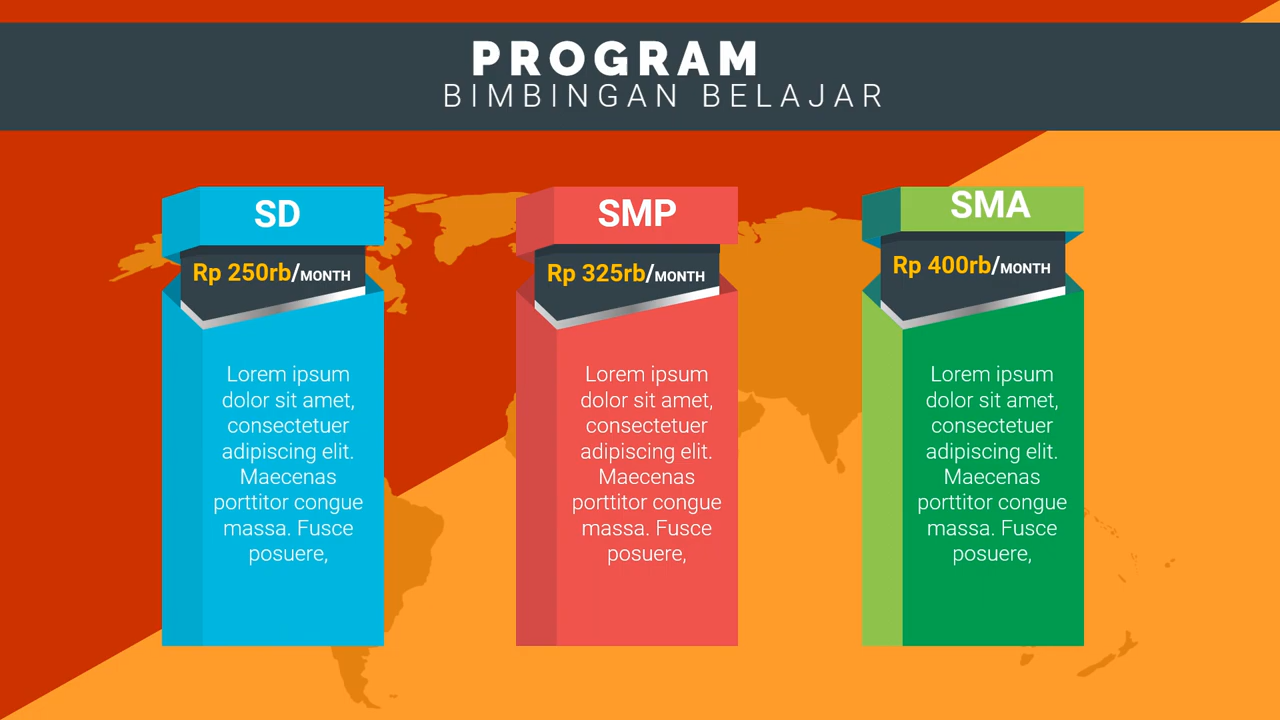 PROGRAM
BIMBINGAN BELAJAR
SD
Rp 250rb/MONTH
Lorem ipsum
dolor sit amet,
consectetuer
adipiscing elit.
Maecenas
porttitor congue
massa. Fusce
posuere,
SMP
Rp 325rb/MONTH
Lorem ipsum
dolor sit amet,
consectetuer
adipiscing elit.
Maecenas
porttitor congue
massa. Fusce
posuere,
SMA
Rp 400rb/MONTH
Lorem ipsum
dolor sit amet,
consectetuer
adipiscing elit.
Maecenas
porttitor congue
massa. Fusce
posuere,